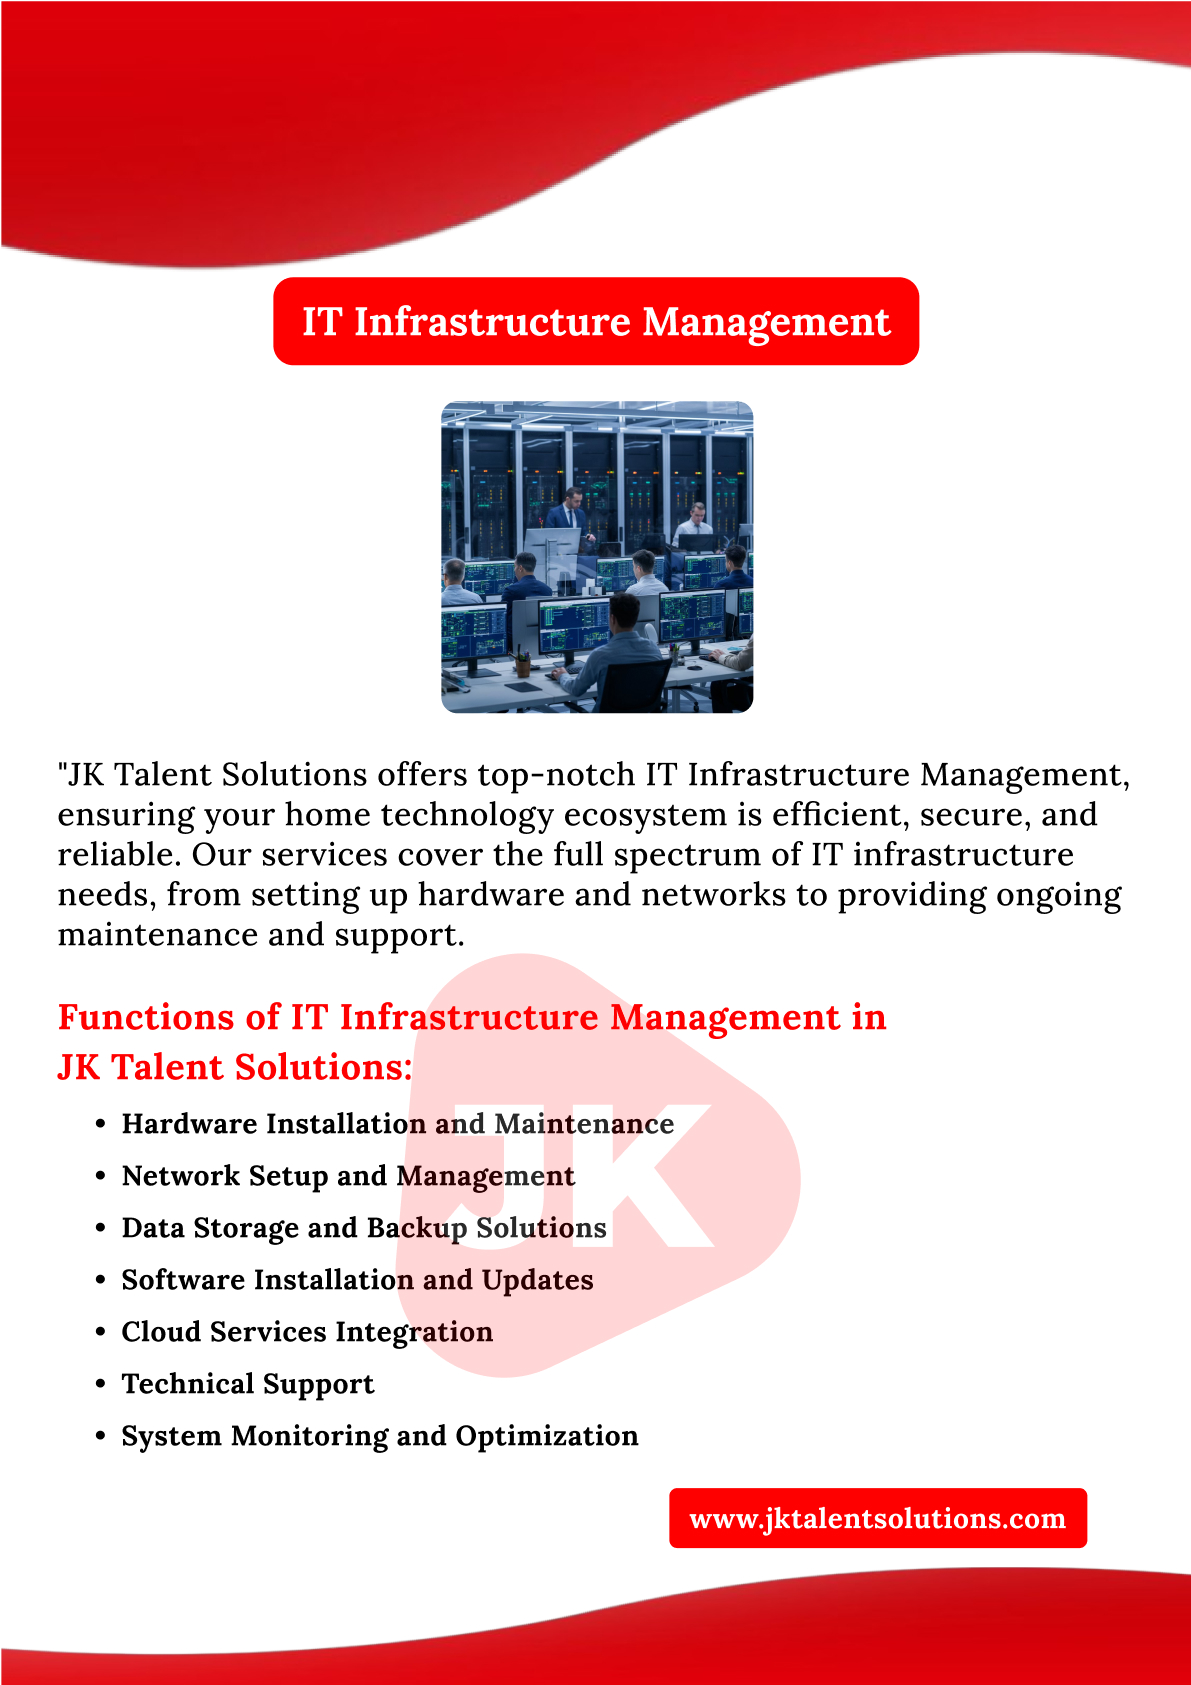 IT Infrastructure Management
"JK Talent Solutions offers top-notch IT Infrastructure Management,
ensuring your home technology ecosystem is efficient, secure, and
reliable. Our services cover the full spectrum of IT infrastructure
needs, from setting up hardware and networks to providing ongoing
maintenance and support.
Functions of IT Infrastructure Management in
JK Talent Solutions:
• Hardware Installation and Maintenance
• Network Setup and Management
• Data Storage and Backup Solutions
• Software Installation and Updates
• Cloud Services Integration
• Technical Support
• System Monitoring and Optimization
JK
www.jktalentsolutions.com